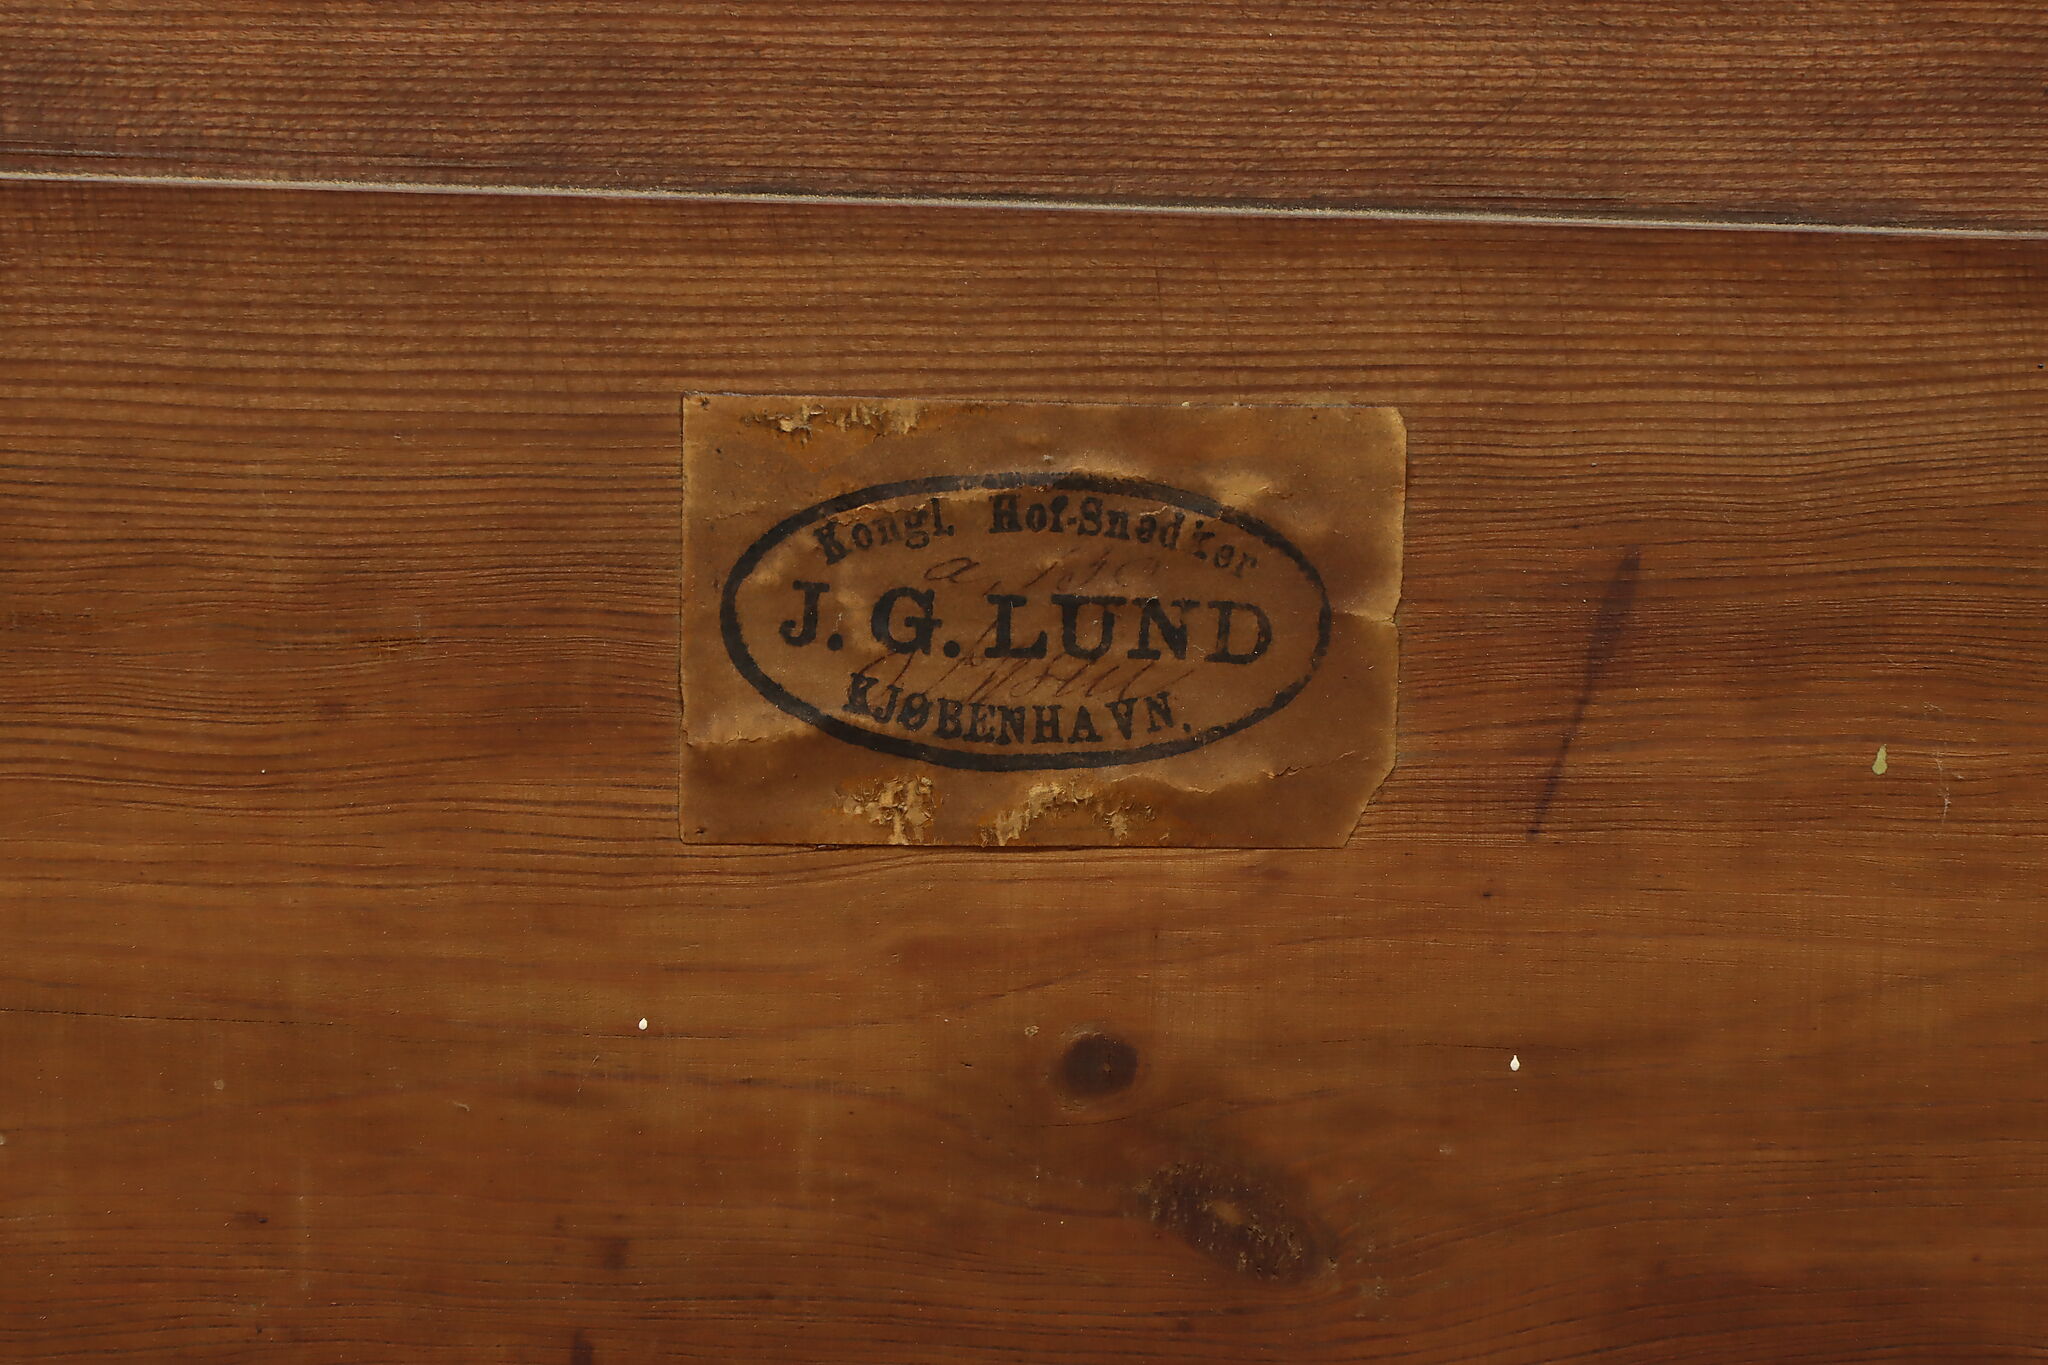 Kongl. Hof-Snedker
J. G. LUND
KJØBENHAVN.